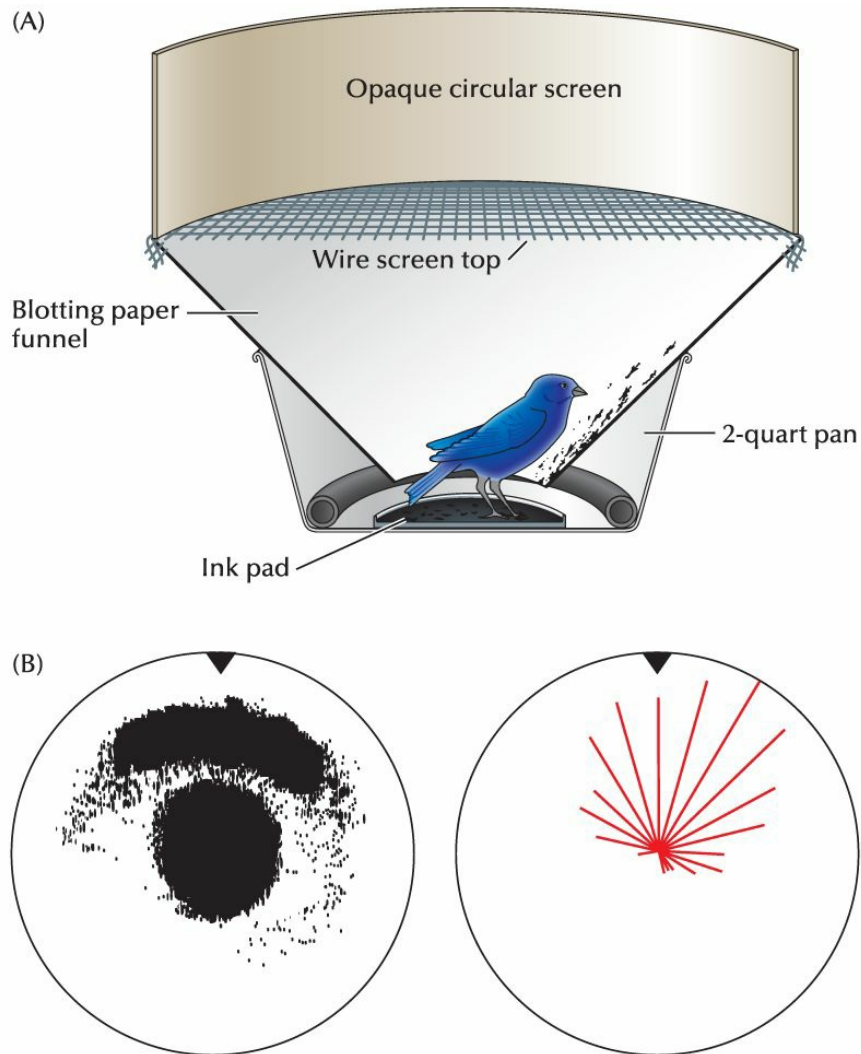 (A)
Opaque circular screen
Wire screen top
Blotting paper
funnel
2-quart pan
Ink pad
(B)